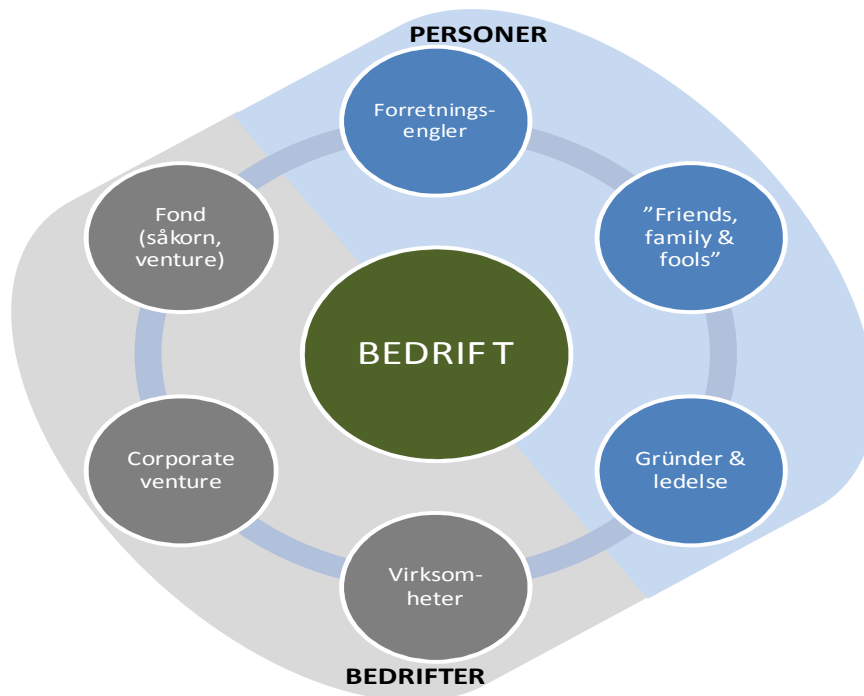 PERSONER
Forretnings-
engler
Fond
(såkorn,
venture)
”Friends,
family &
fools”
BEDRIFT
Corporate
venture
Gründer &
ledelse
Virksom-
heter
BEDRIFTER